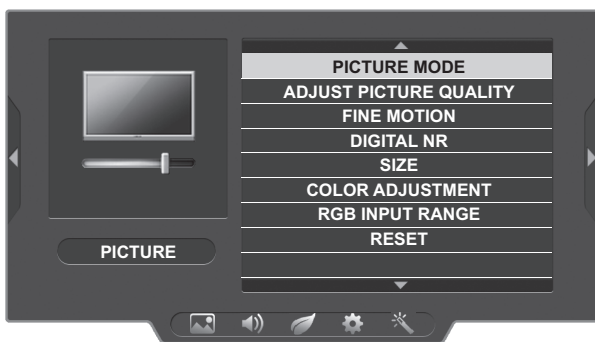 PICTURE MODE
ADJUST PICTURE QUALITY
FINE MOTION
DIGITAL NR
SIZE
COLOR ADJUSTMENT
RGB INPUT RANGE
RESET
PICTURE